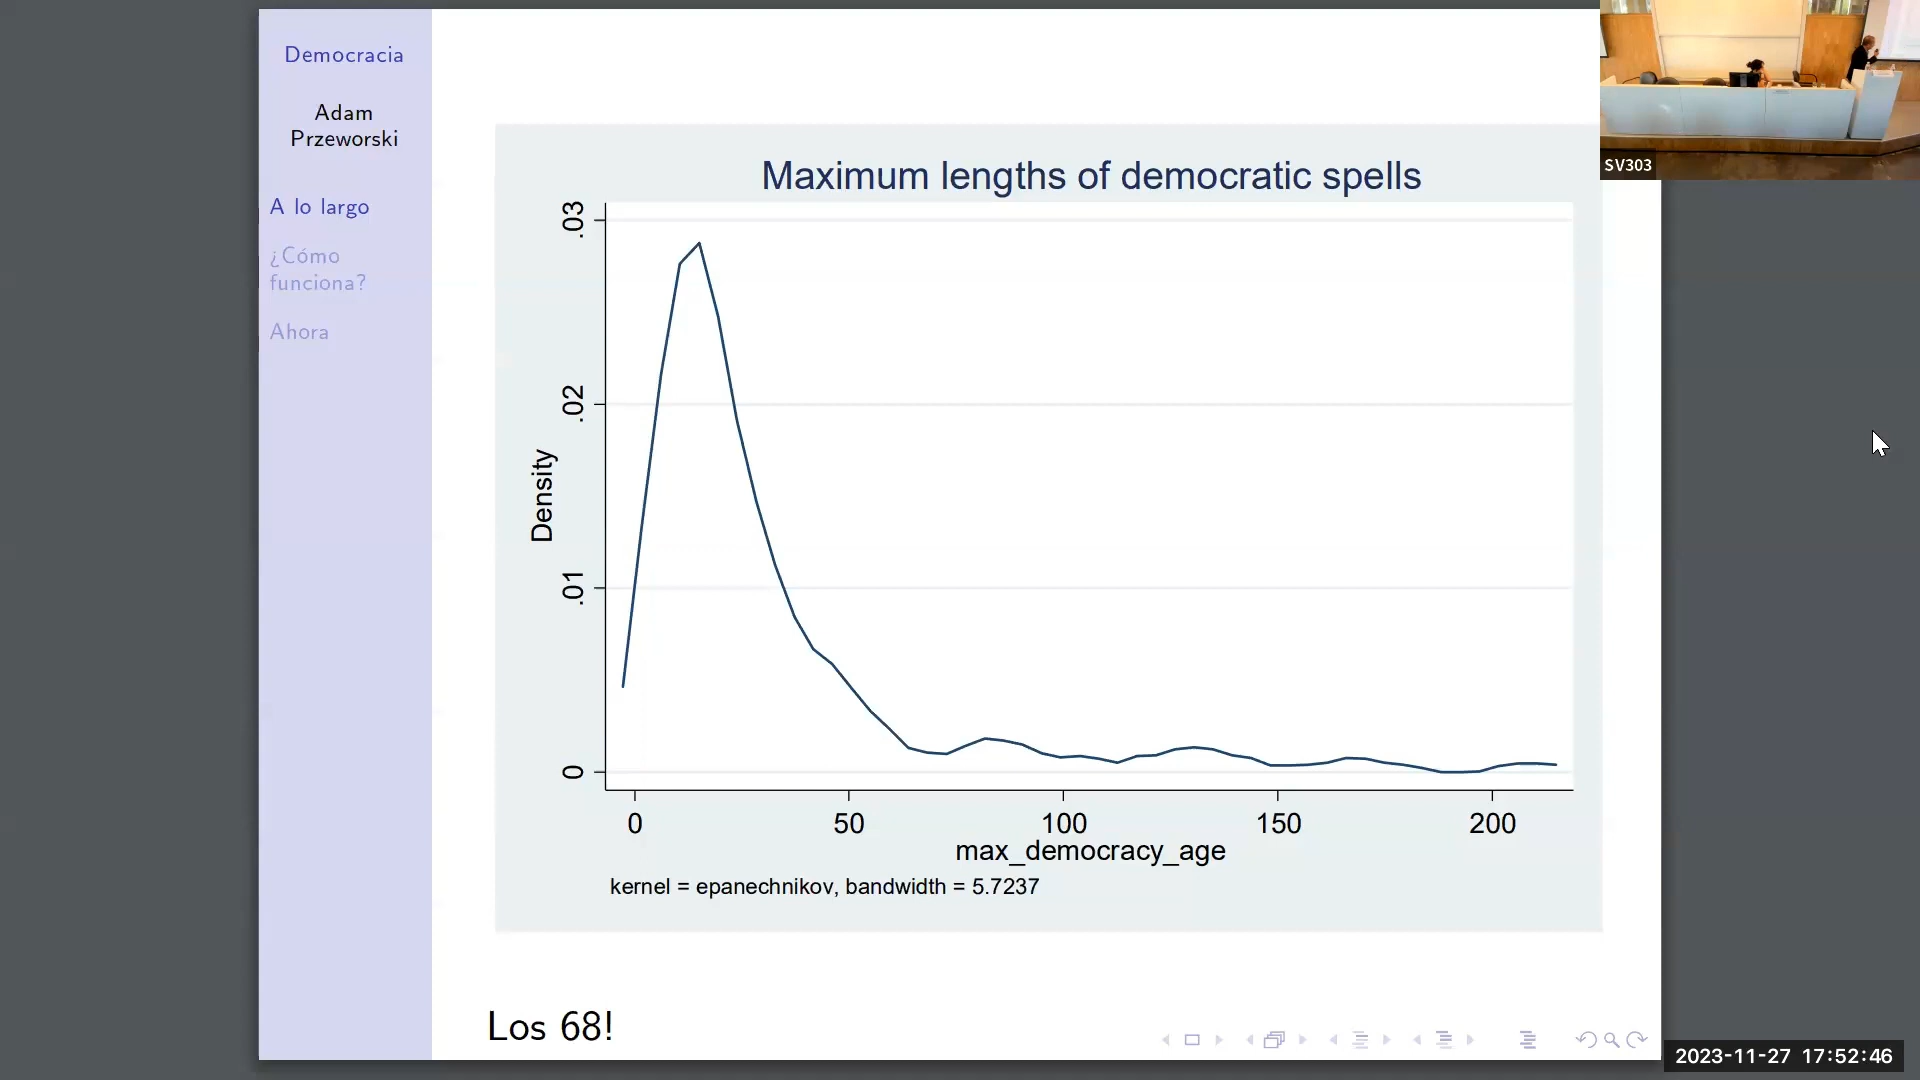 Democracia
Adam
Przeworski
A lo largo
¿Cómo
funciona?
Ahora
Maximum lengths of democratic spells
.03
.02
.01
0
Density
0 50 100 150 200
max_democracy_age
kernel = epanechnikov, bandwidth = 5.7237
Los 68!
SV303
2023-11-27 17:52:46